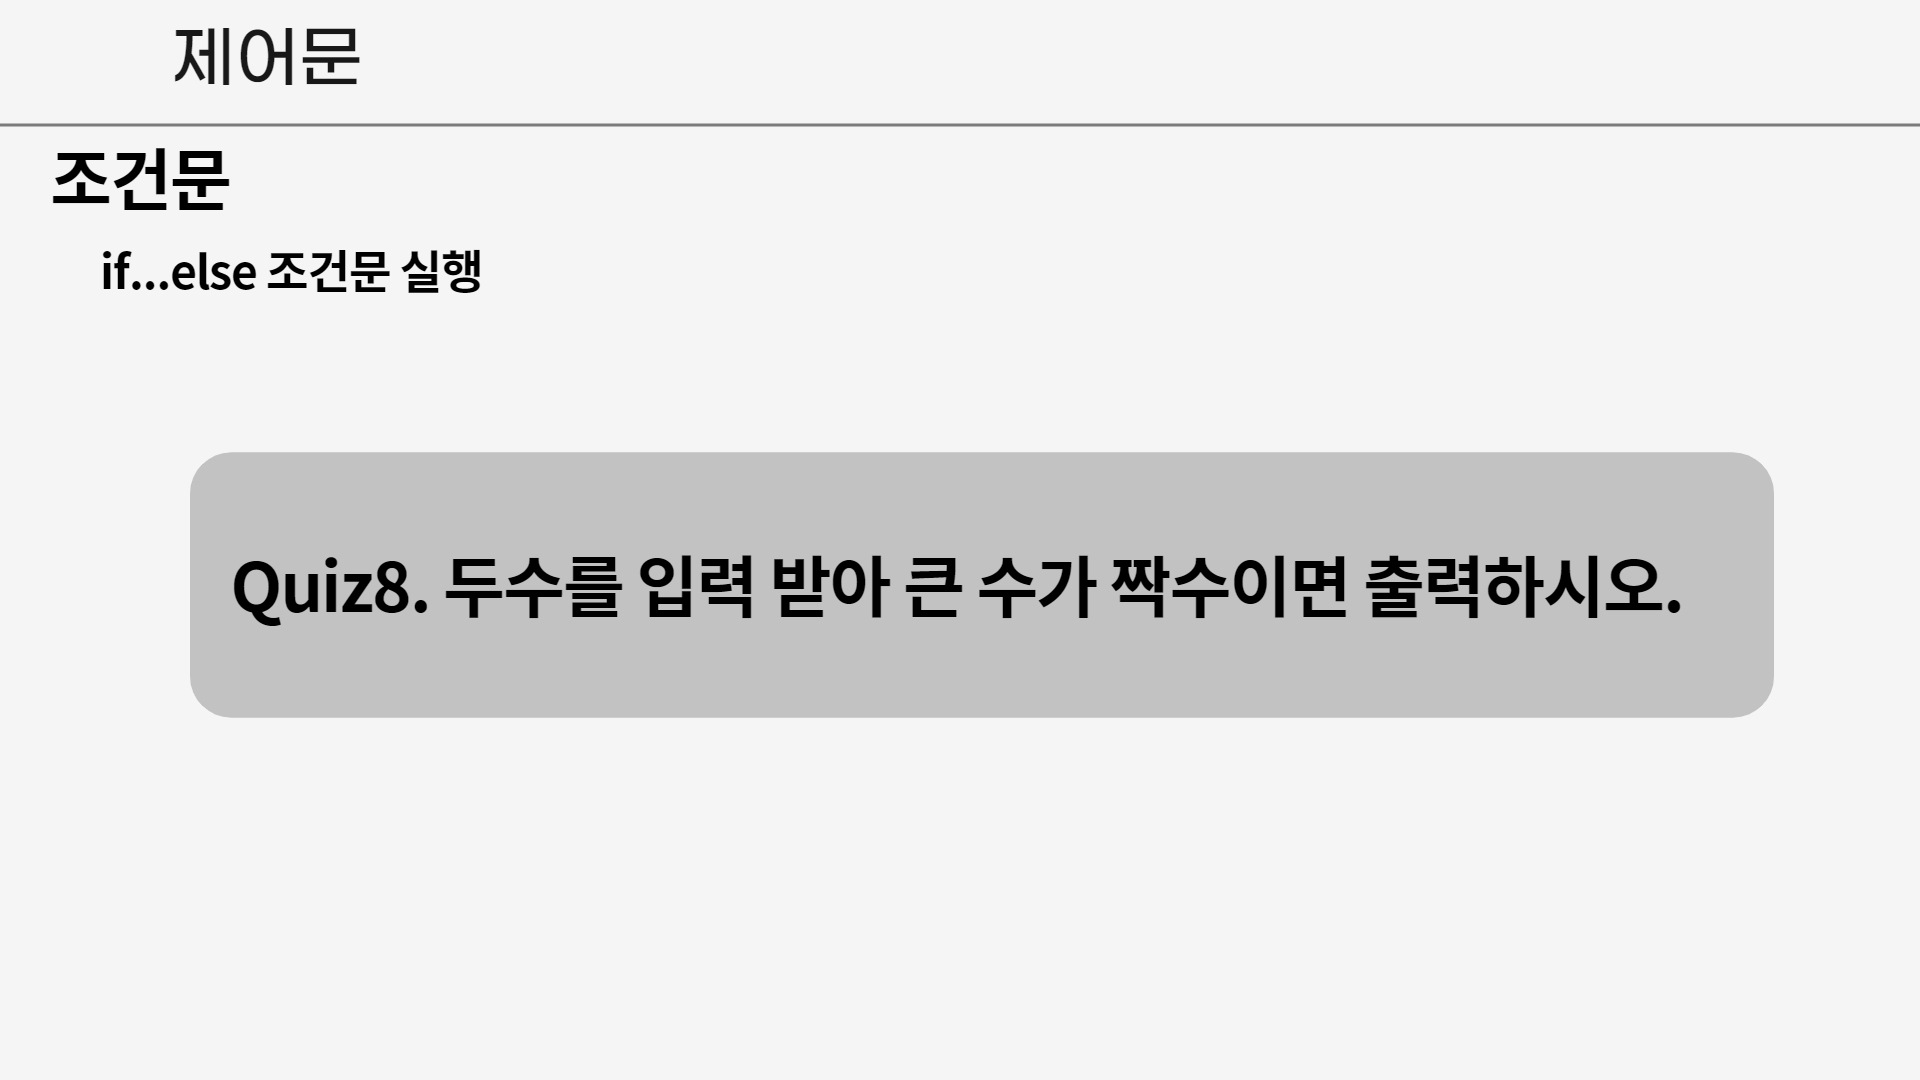 제어문
조건문
if...else 조건문 실행
Quiz8. 두수를 입력 받아 큰 수가 짝수이면 출력하시오.